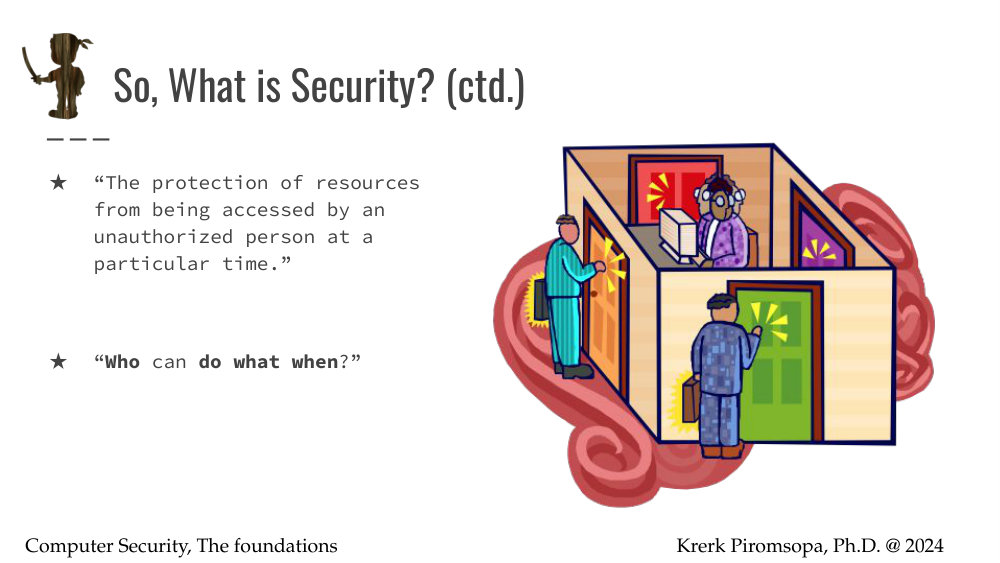 So, What is Security? (ctd.)
★ “The protection of resources
from being accessed by an
unauthorized person at a
particular time.”
★ “Who can do what when?”
Computer Security, The foundations
Krerk Piromsopa, Ph.D. @ 2024